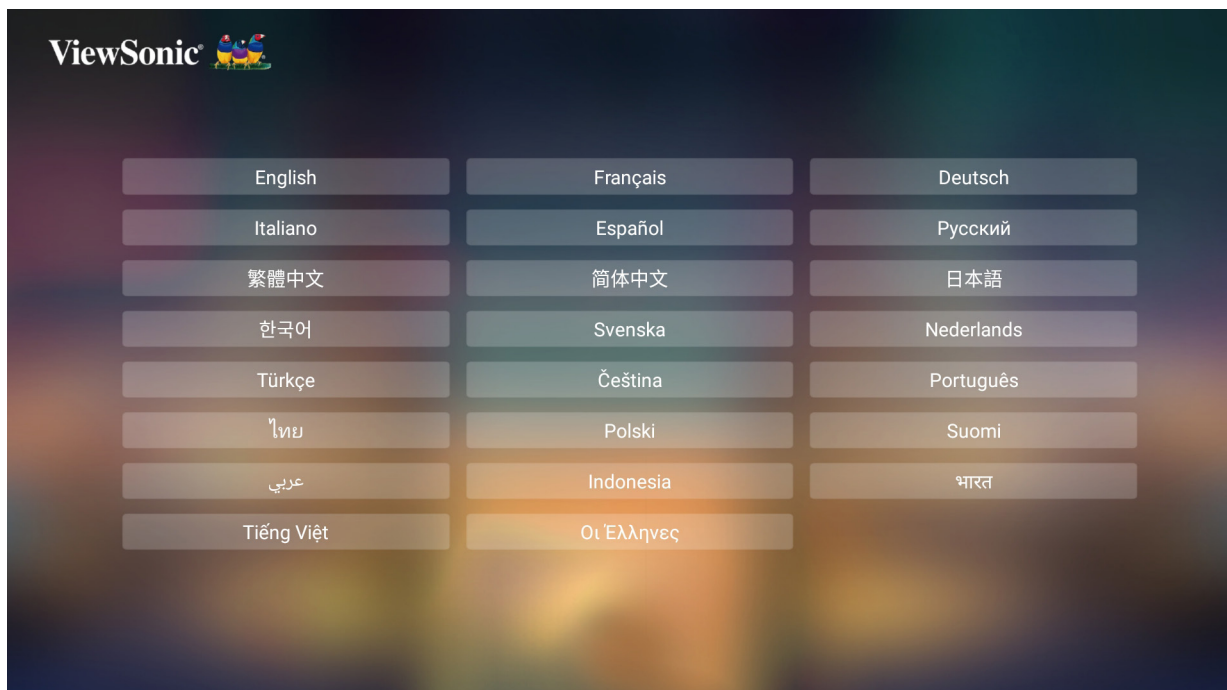 ViewSonic®
English Français Deutsch
Italiano Español Русский
繁體中文 简体中文 日本語
한국어 Svenska Nederlands
Türkçe Čeština Português
ไทย Polski Suomi
عربي Indonesia भारत
Tiếng Việt Οι Έλληνες